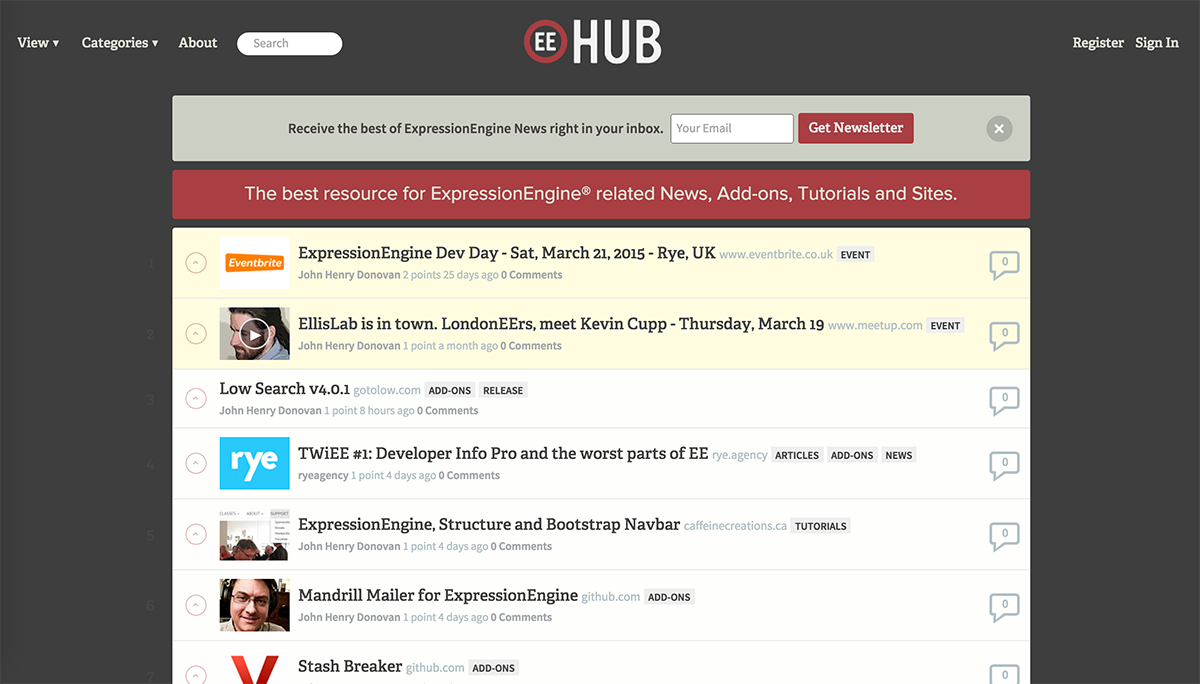 View ▾ Categories ▾ About Search EE HUB Register Sign In
Receive the best of ExpressionEngine News right in your inbox. Your Email Get Newsletter
The best resource for ExpressionEngine® related News, Add-ons, Tutorials and Sites.
1 Eventbrite ExpressionEngine Dev Day - Sat, March 21, 2015 - Rye, UK www.eventbrite.co.uk EVENT 0
John Henry Donovan 2 points 25 days ago 0 Comments
2 EllisLab is in town. LondonEErs, meet Kevin Cupp - Thursday, March 19 www.meetup.com EVENT 0
John Henry Donovan 1 point a month ago 0 Comments
3 Low Search v4.0.1 gotolow.com ADD-ONS RELEASE 0
John Henry Donovan 1 point 8 hours ago 0 Comments
4 rye TWiEE #1: Developer Info Pro and the worst parts of EE rye.agency ARTICLES ADD-ONS NEWS 0
ryeagency 1 point 4 days ago 0 Comments
CLASSES ABOUT SUPPORT
5 ExpressionEngine, Structure and Bootstrap Navbar caffeinecreations.ca TUTORIALS 0
John Henry Donovan 1 point 4 days ago 0 Comments
6 Mandrill Mailer for ExpressionEngine github.com ADD-ONS 0
John Henry Donovan 1 point 4 days ago 0 Comments
7 Stash Breaker github.com ADD-ONS 0